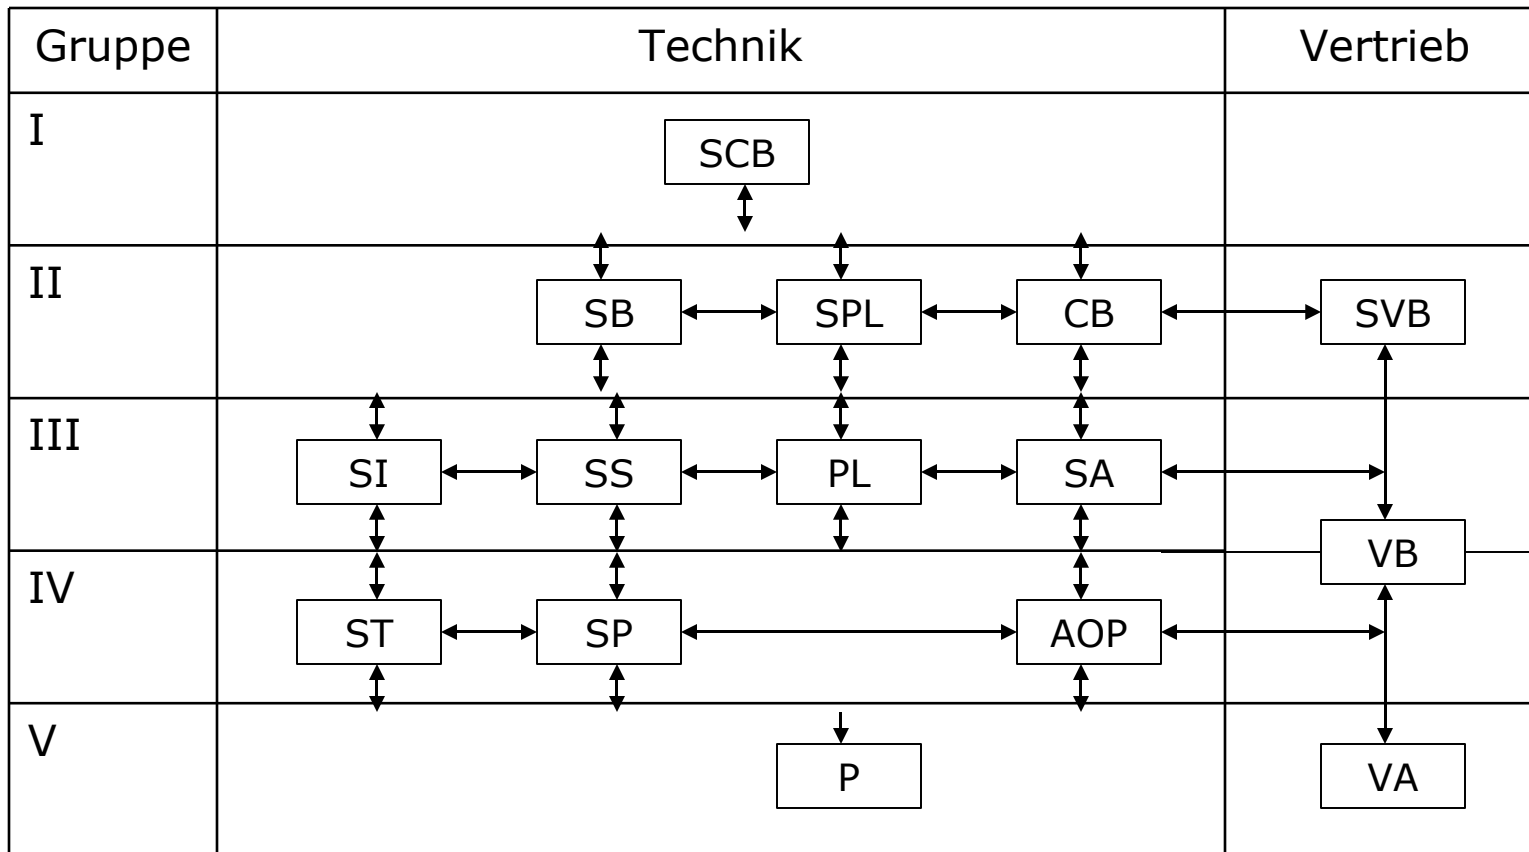 Gruppe Technik Vertrieb
I
SCB
II
SB SPL CB SVB
III
SI SS PL SA
VB
IV
ST SP AOP
V
P VA